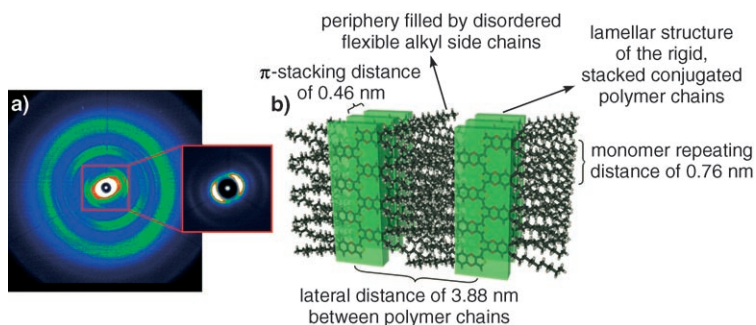 periphery filled by disordered
flexible alkyl side chains
lamellar structure
of the rigid,
stacked conjugated
polymer chains
π-stacking distance
of 0.46 nm
a)
b)
monomer repeating
distance of 0.76 nm
lateral distance of 3.88 nm
between polymer chains